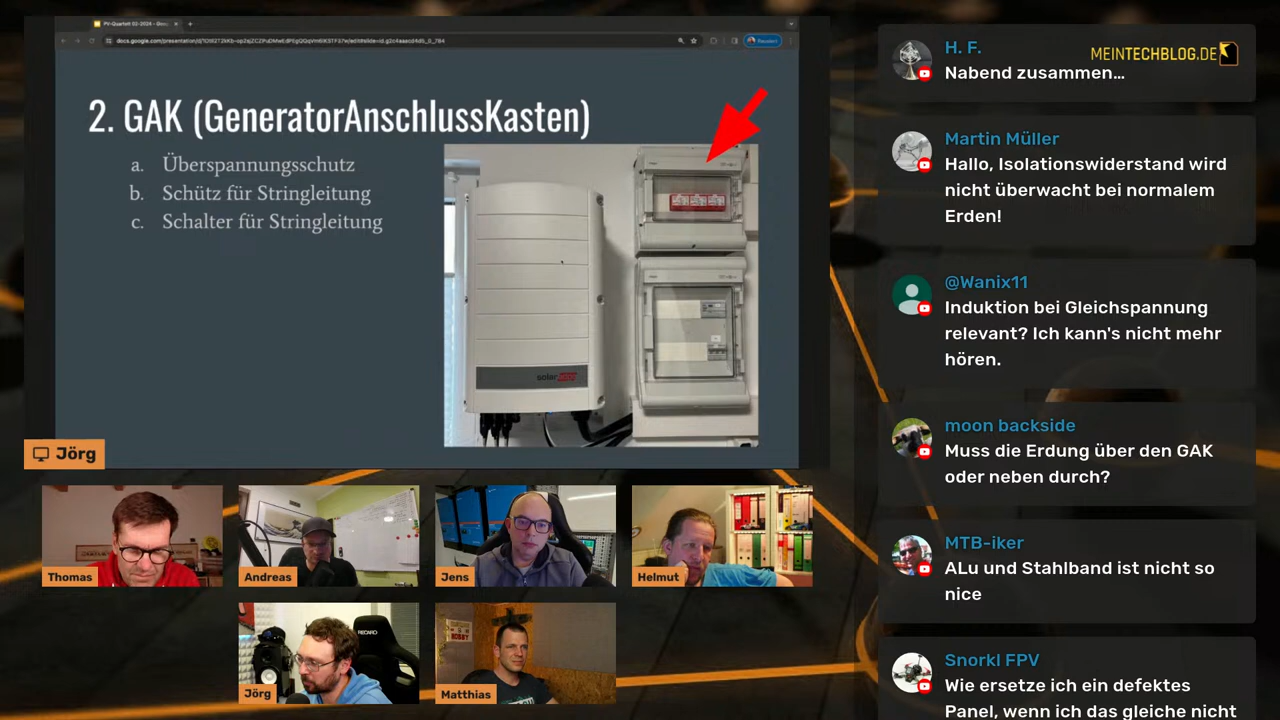 2. GAK (GeneratorAnschlussKasten)
a. Überspannungsschutz
b. Schütz für Stringleitung
c. Schalter für Stringleitung
Jörg
Thomas
Andreas
Jens
Helmut
Jörg
Matthias
RECARO
MEINTECHBLOG.DE
H. F.
Nabend zusammen…
Martin Müller
Hallo, Isolationswiderstand wird
nicht überwacht bei normalem
Erden!
@Wanix11
Induktion bei Gleichspannung
relevant? Ich kann's nicht mehr
hören.
moon backside
Muss die Erdung über den GAK
oder neben durch?
MTB-iker
ALu und Stahlband ist nicht so
nice
Snorkl FPV
Wie ersetze ich ein defektes
Panel, wenn ich das gleiche nicht